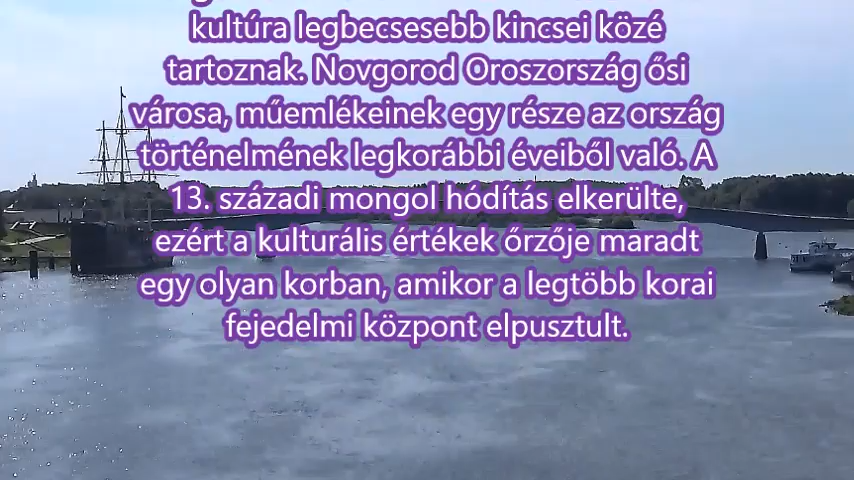 kultúra legbecsesebb kincsei közé
tartoznak. Novgorod Oroszország ősi
városa, műemlékeinek egy része az ország
történelmének legkorábbi éveiből való. A
13. századi mongol hódítás elkerülte,
ezért a kulturális értékek őrzője maradt
egy olyan korban, amikor a legtöbb korai
fejedelmi központ elpusztult.